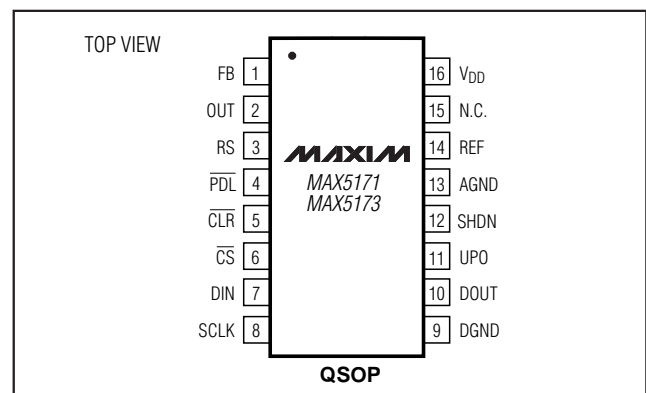 TOP VIEW
FB 1
OUT 2
RS 3
PDL 4
CLR 5
CS 6
DIN 7
SCLK 8
MAXIM
MAX5171
MAX5173
16 VDD
15 N.C.
14 REF
13 AGND
12 SHDN
11 UPO
10 DOUT
9 DGND
QSOP